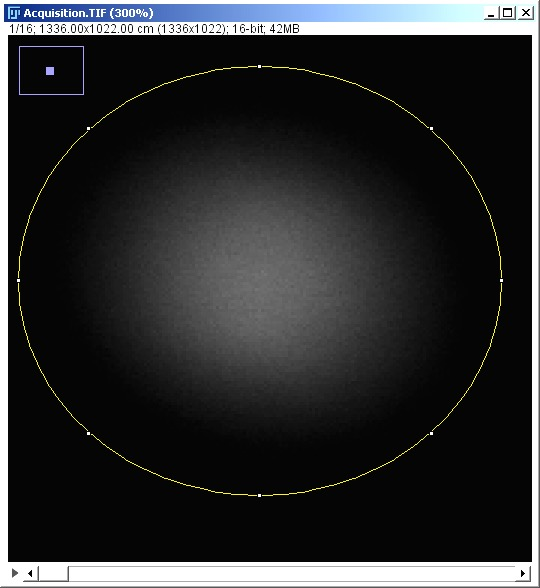 Acquisition.TIF (300%)
1/16; 1336.00x1022.00 cm (1336x1022); 16-bit; 42MB